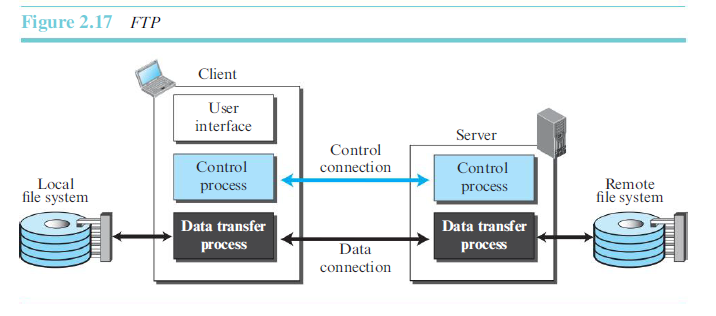 Figure 2.17 FTP
Client
User
interface
Control
process
Data transfer
process
Control
connection
Data
connection
Server
Control
process
Data transfer
process
Local
file system
Remote
file system